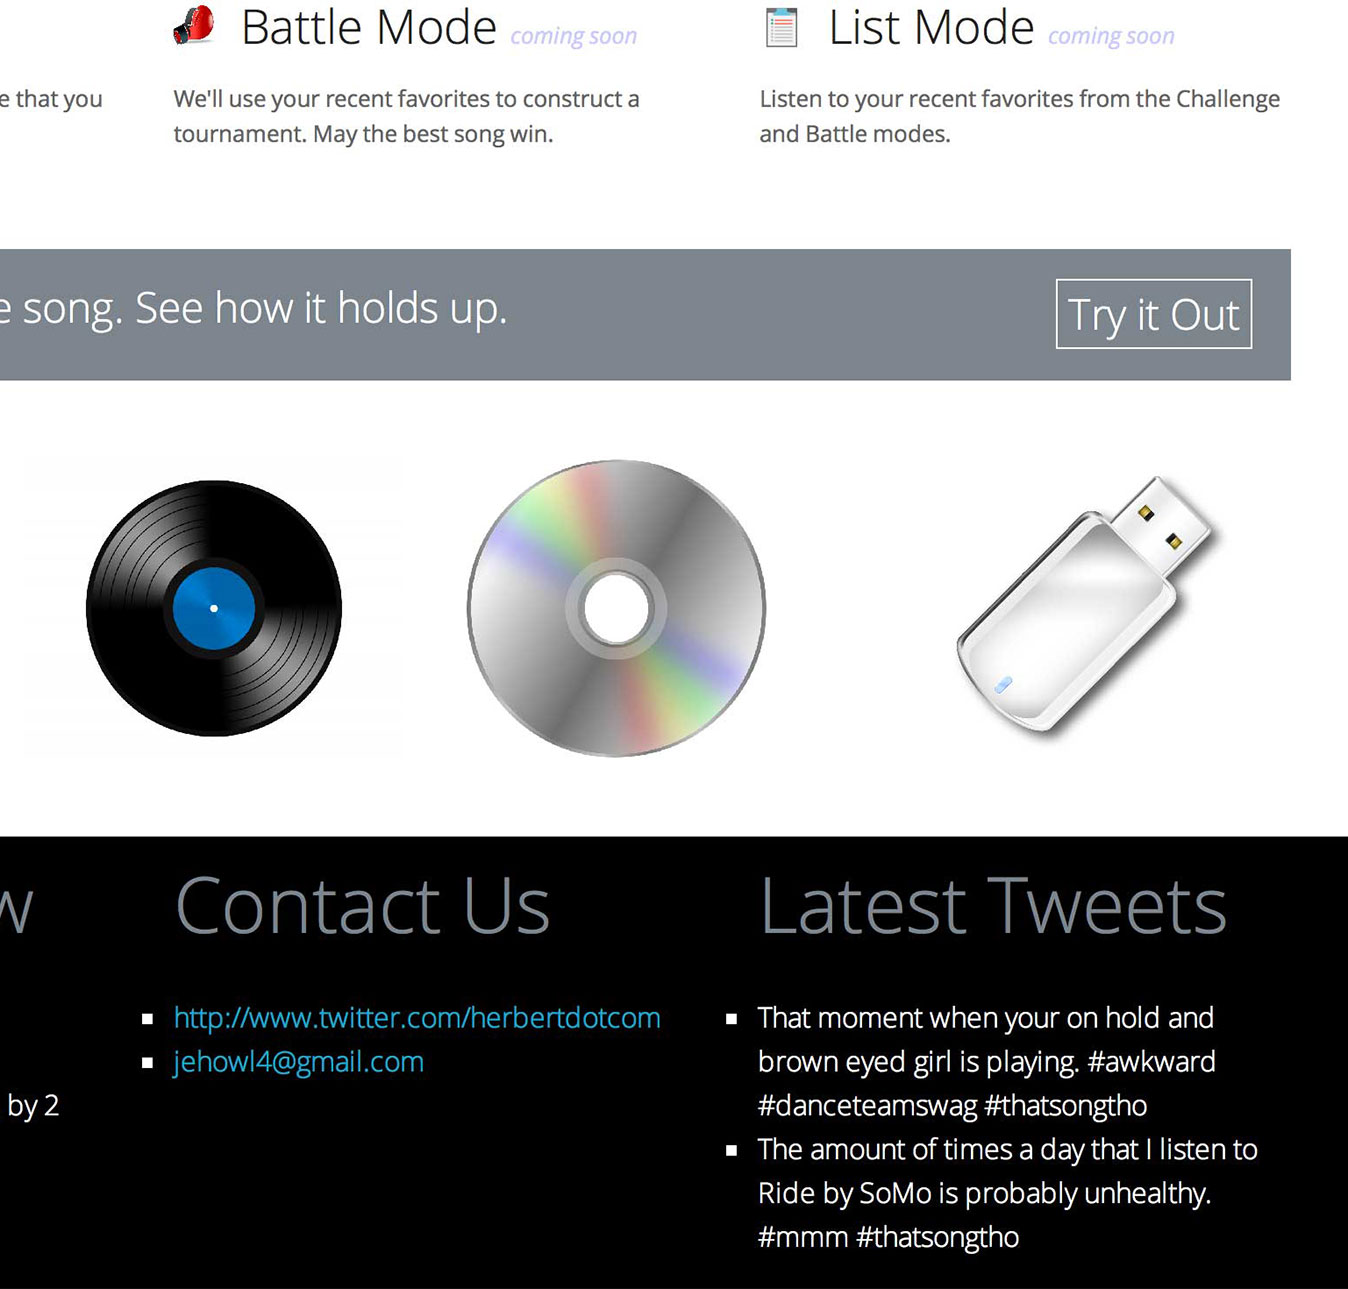 Battle Mode coming soon
List Mode coming soon
e that you
We'll use your recent favorites to construct a
tournament. May the best song win.
Listen to your recent favorites from the Challenge
and Battle modes.
e song. See how it holds up.
Try it Out
w
by 2
Contact Us
http://www.twitter.com/herbertdotcom
jehowl4@gmail.com
Latest Tweets
That moment when your on hold and
brown eyed girl is playing. #awkward
#danceteamswag #thatsongtho
The amount of times a day that I listen to
Ride by SoMo is probably unhealthy.
#mmm #thatsongtho